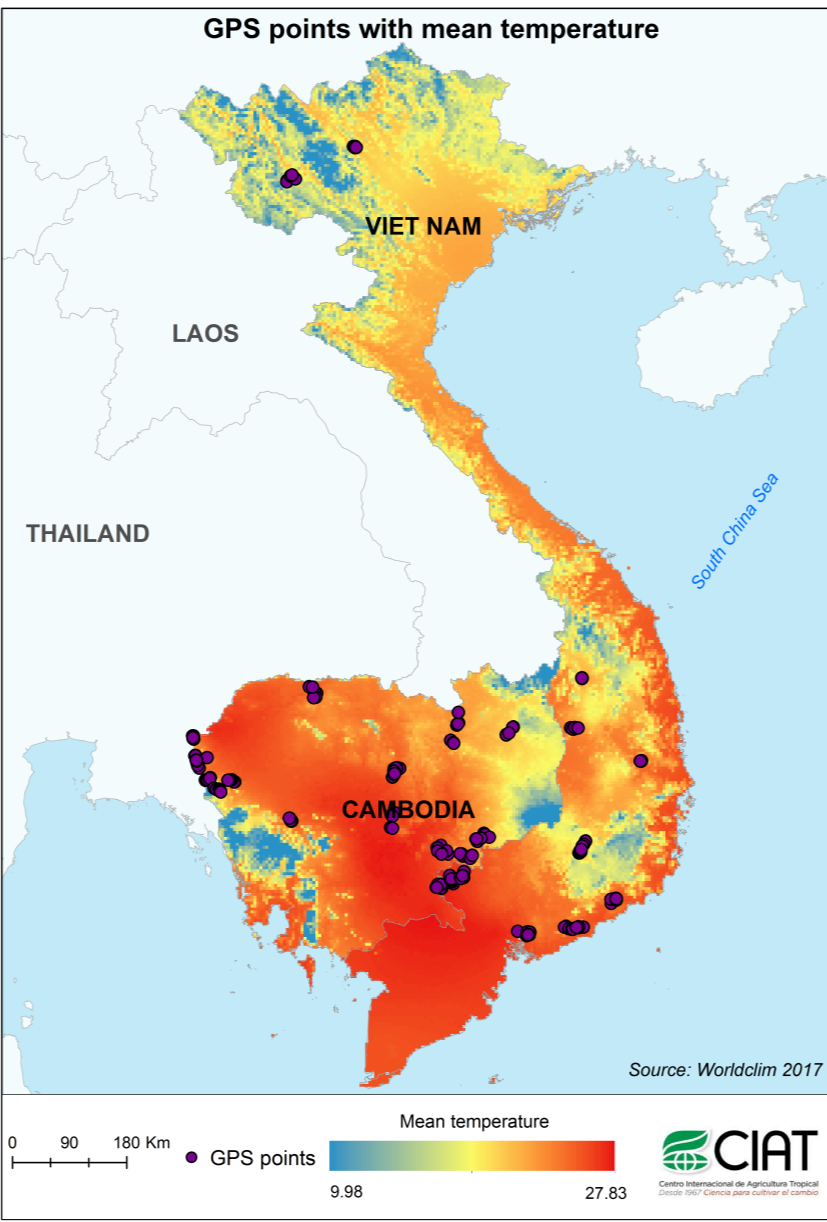 GPS points with mean temperature
VIET NAM
LAOS
THAILAND
South China Sea
CAMBODIA
Source: Worldclim 2017
Mean temperature
0 90 180 Km
GPS points
9.98
27.83
CIAT
Centro Internacional de Agricultura Tropical
Desde 1967 Ciencia para cultivar el cambio